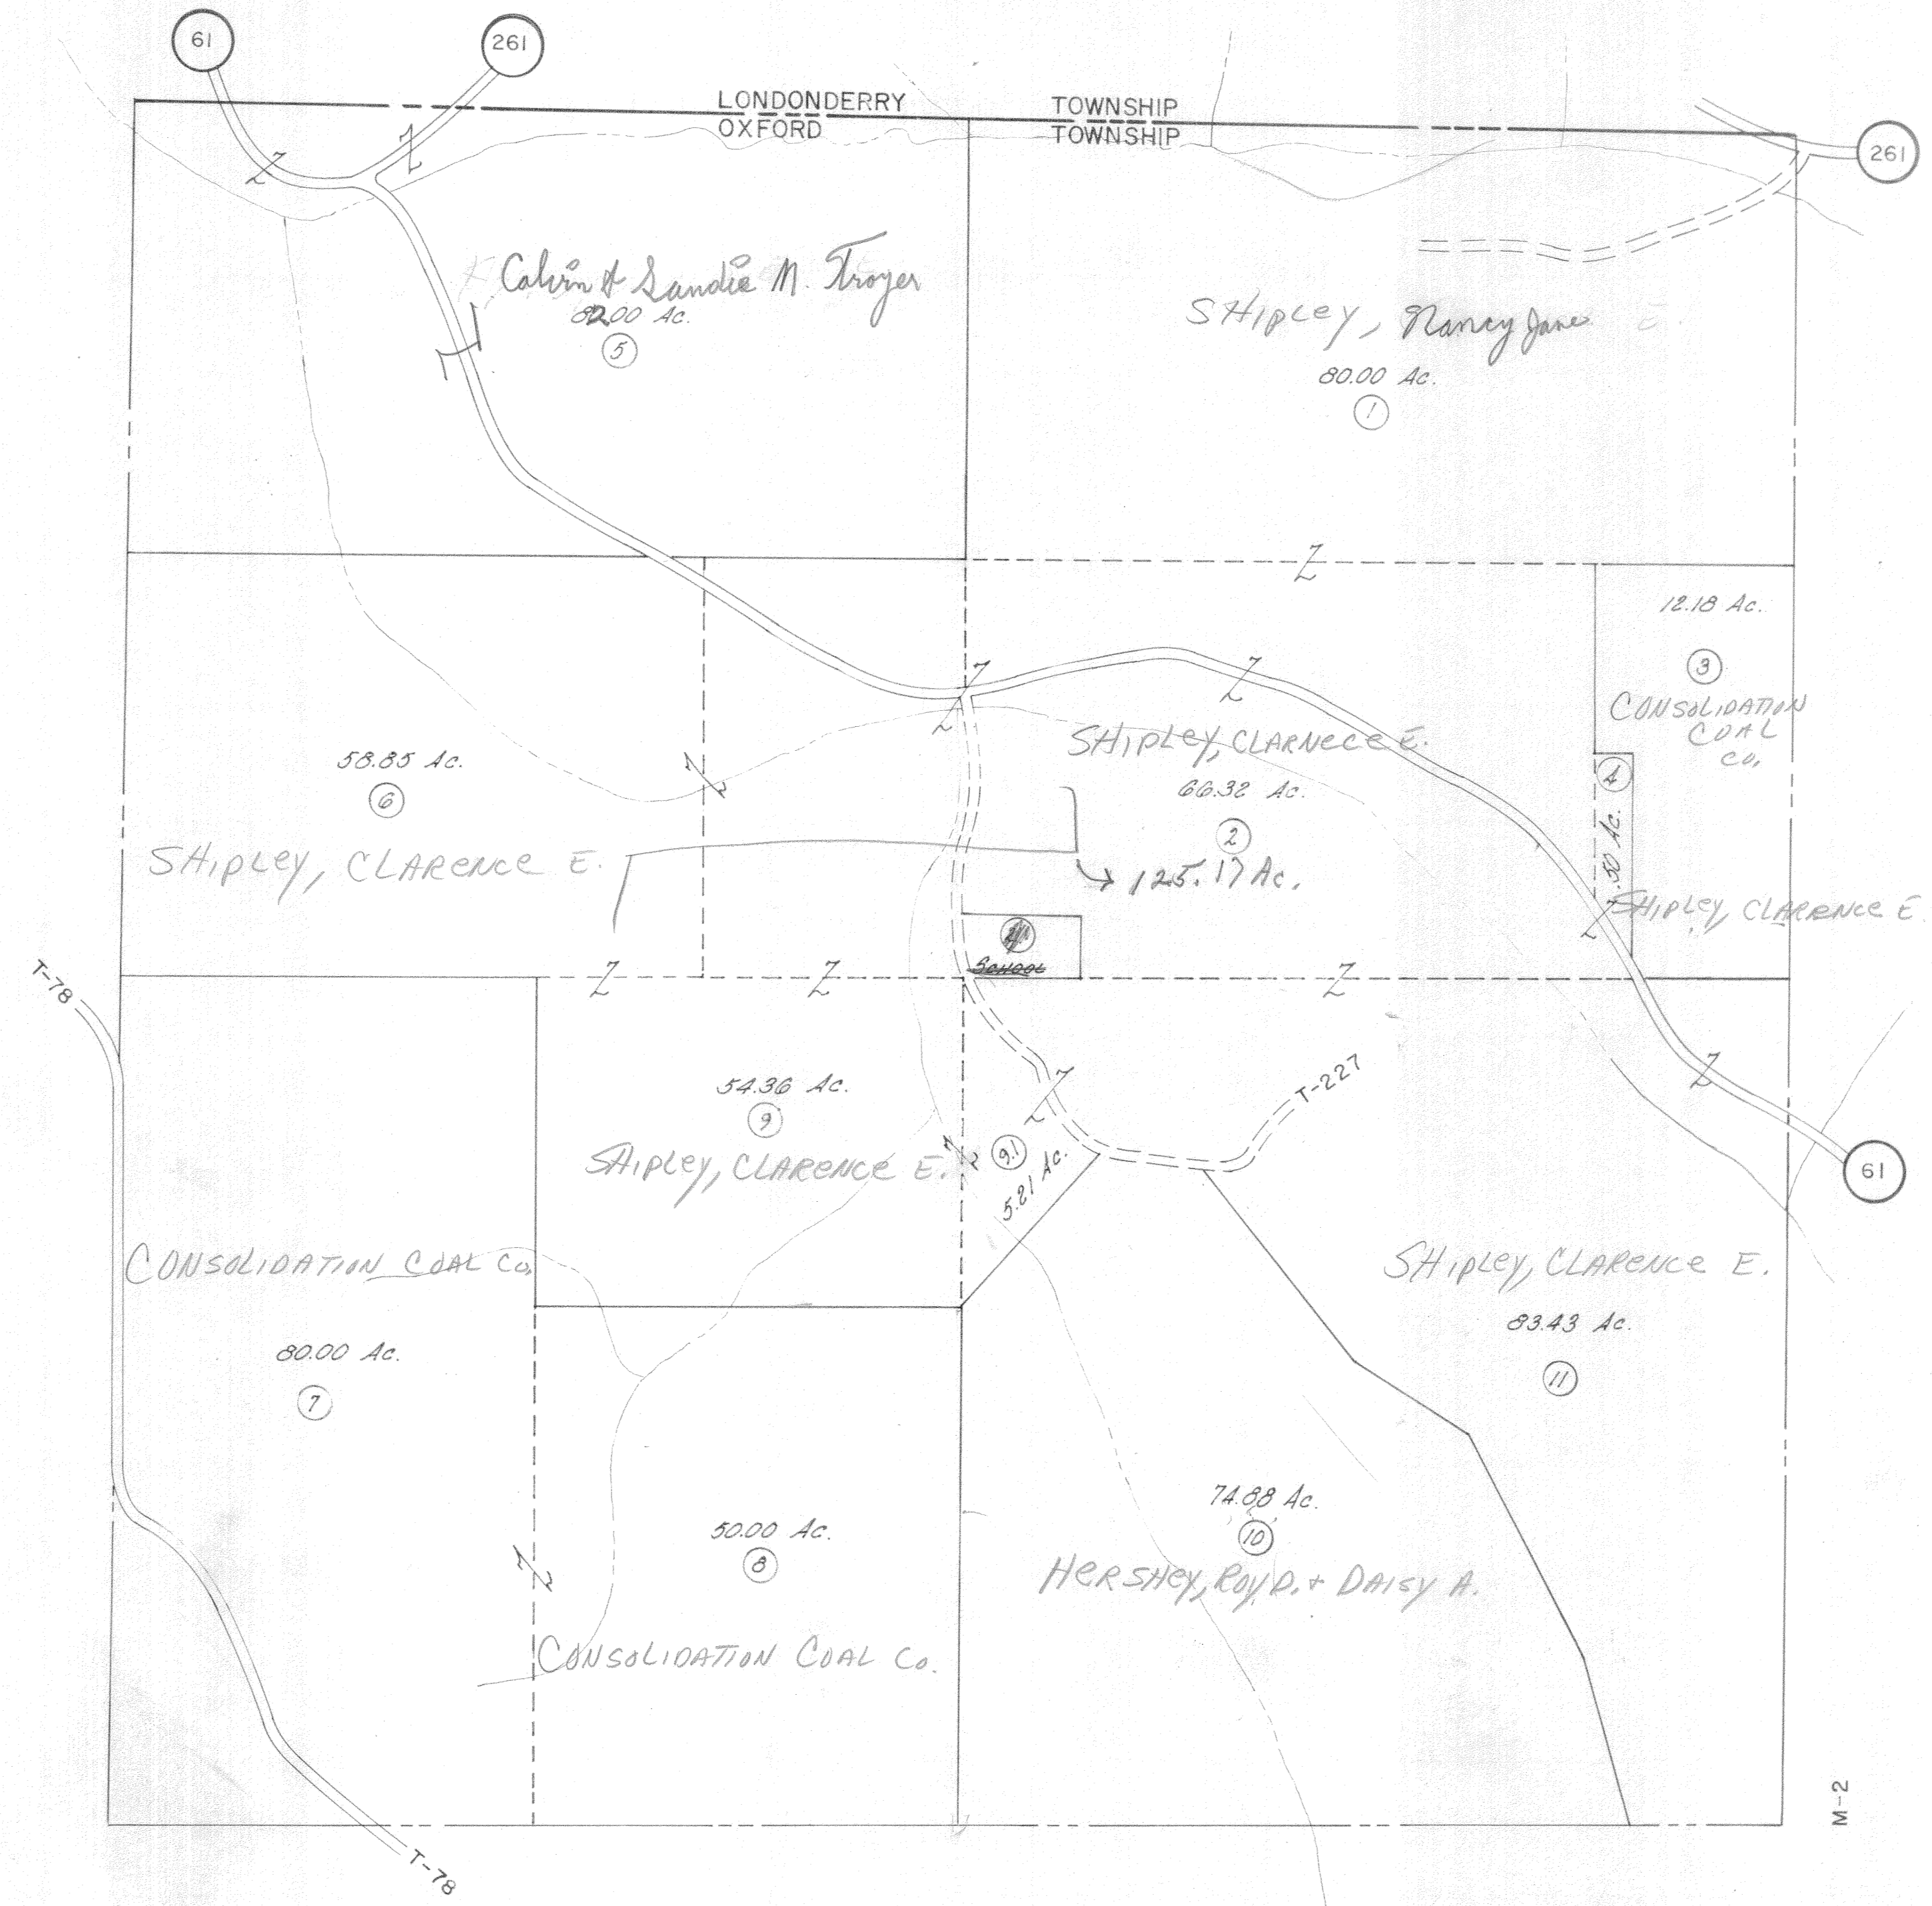 61
261
LONDONDERRY TOWNSHIP
OXFORD TOWNSHIP
261
Calvin & Sandie M. Troyer
82.00 Ac.
5
SHIPLEY, Nancy Jane
80.00 Ac.
1
12.18 Ac.
3
CONSOLIDATION
COAL
CO.
SHIPLEY, CLARNECE E.
66.32 Ac.
2
125.17 Ac.
58.85 Ac.
6
SHIPLEY, CLARENCE E.
4
.50 Ac.
SHIPLEY, CLARENCE E
SCHOOL
T-78
54.36 Ac.
9
SHIPLEY, CLARENCE E.
9.1
5.21 Ac.
T-227
61
CONSOLIDATION COAL CO.
80.00 Ac.
7
SHIPLEY, CLARENCE E.
83.43 Ac.
11
74.88 Ac.
10
HERSHEY, ROY D. + DAISY A.
50.00 Ac.
8
CONSOLIDATION COAL CO.
M-2
T-78